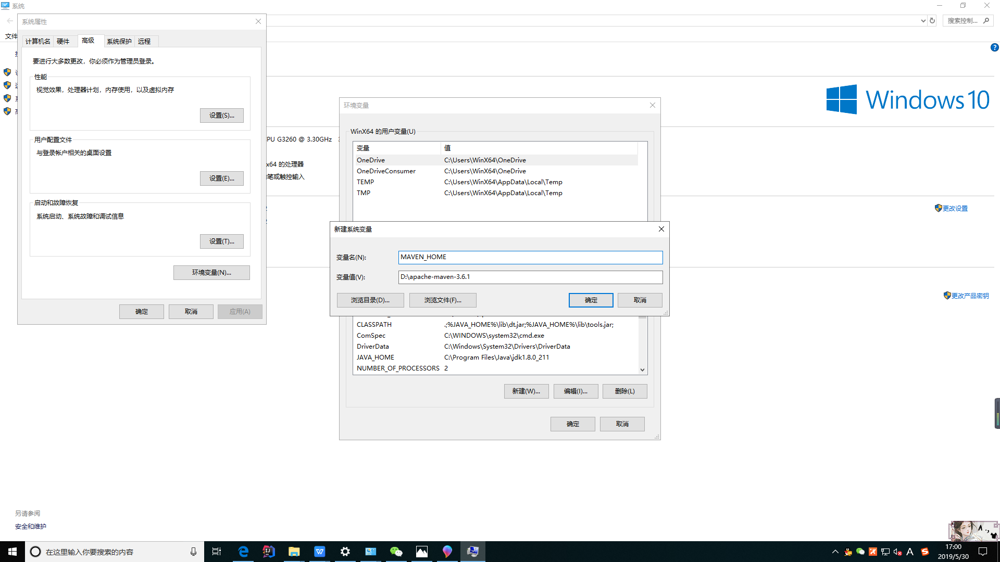 系统
系统属性
搜索控制...
文件
计算机名
硬件
高级
系统保护
远程
要进行大多数更改，你必须作为管理员登录。
性能
视觉效果，处理器计划，内存使用，以及虚拟内存
设置(S)...
用户配置文件
与登录帐户相关的桌面设置
设置(E)...
启动和故障恢复
系统启动、系统故障和调试信息
设置(T)...
环境变量(N)...
确定
取消
应用(A)
Windows 10
PU G3260 @ 3.30GHz
x64 的处理器
笔或触控输入
更改设置
更改产品密钥
环境变量
WinX64 的用户变量(U)
变量 值
OneDrive C:\Users\WinX64\OneDrive
OneDriveConsumer C:\Users\WinX64\OneDrive
TEMP C:\Users\WinX64\AppData\Local\Temp
TMP C:\Users\WinX64\AppData\Local\Temp
新建系统变量
变量名(N): MAVEN_HOME
变量值(V): D:\apache-maven-3.6.1
浏览目录(D)...
浏览文件(F)...
确定
取消
CLASSPATH .;%JAVA_HOME%\lib\dt.jar;%JAVA_HOME%\lib\tools.jar;
ComSpec C:\WINDOWS\system32\cmd.exe
DriverData C:\Windows\System32\Drivers\DriverData
JAVA_HOME C:\Program Files\Java\jdk1.8.0_211
NUMBER_OF_PROCESSORS 2
新建(W)...
编辑(I)...
删除(L)
确定
取消
另请参阅
安全和维护
在这里输入你要搜索的内容
17:00
2019/5/30